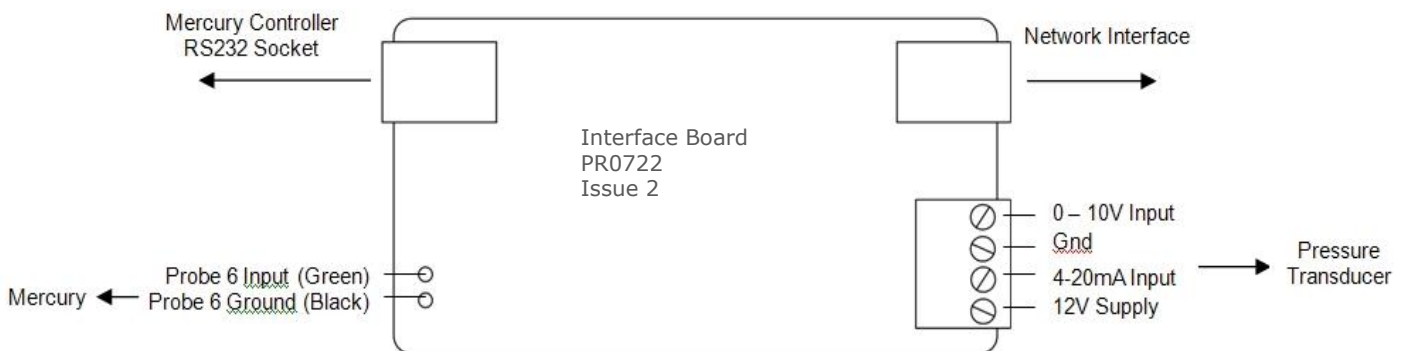 Mercury Controller
RS232 Socket
Network Interface
Interface Board
PR0722
Issue 2
0 – 10V Input
Gnd
4-20mA Input
12V Supply
Pressure
Transducer
Probe 6 Input (Green)
Probe 6 Ground (Black)
Mercury